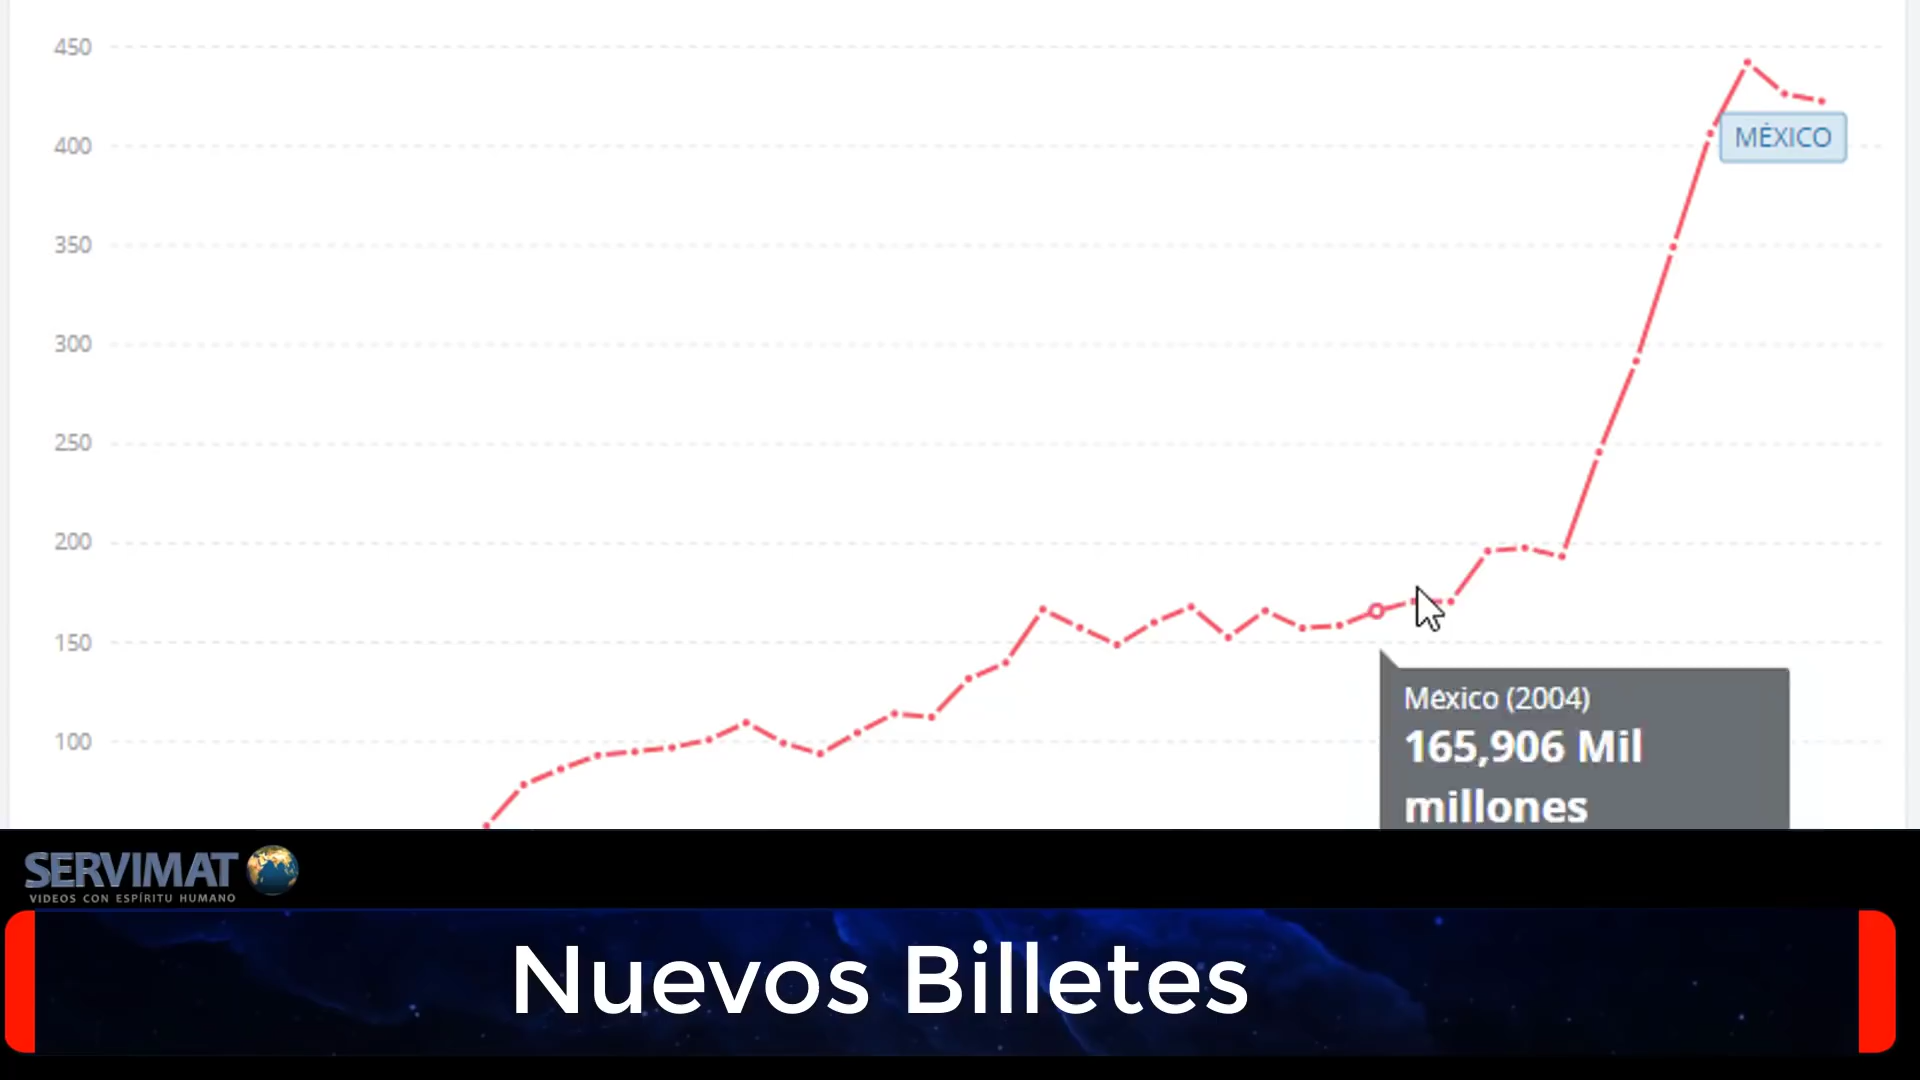 450
400
350
300
250
200
150
100
MÉXICO
México (2004)
165,906 Mil
millones
SERVIMAT
VIDEOS CON ESPÍRITU HUMANO
Nuevos Billetes